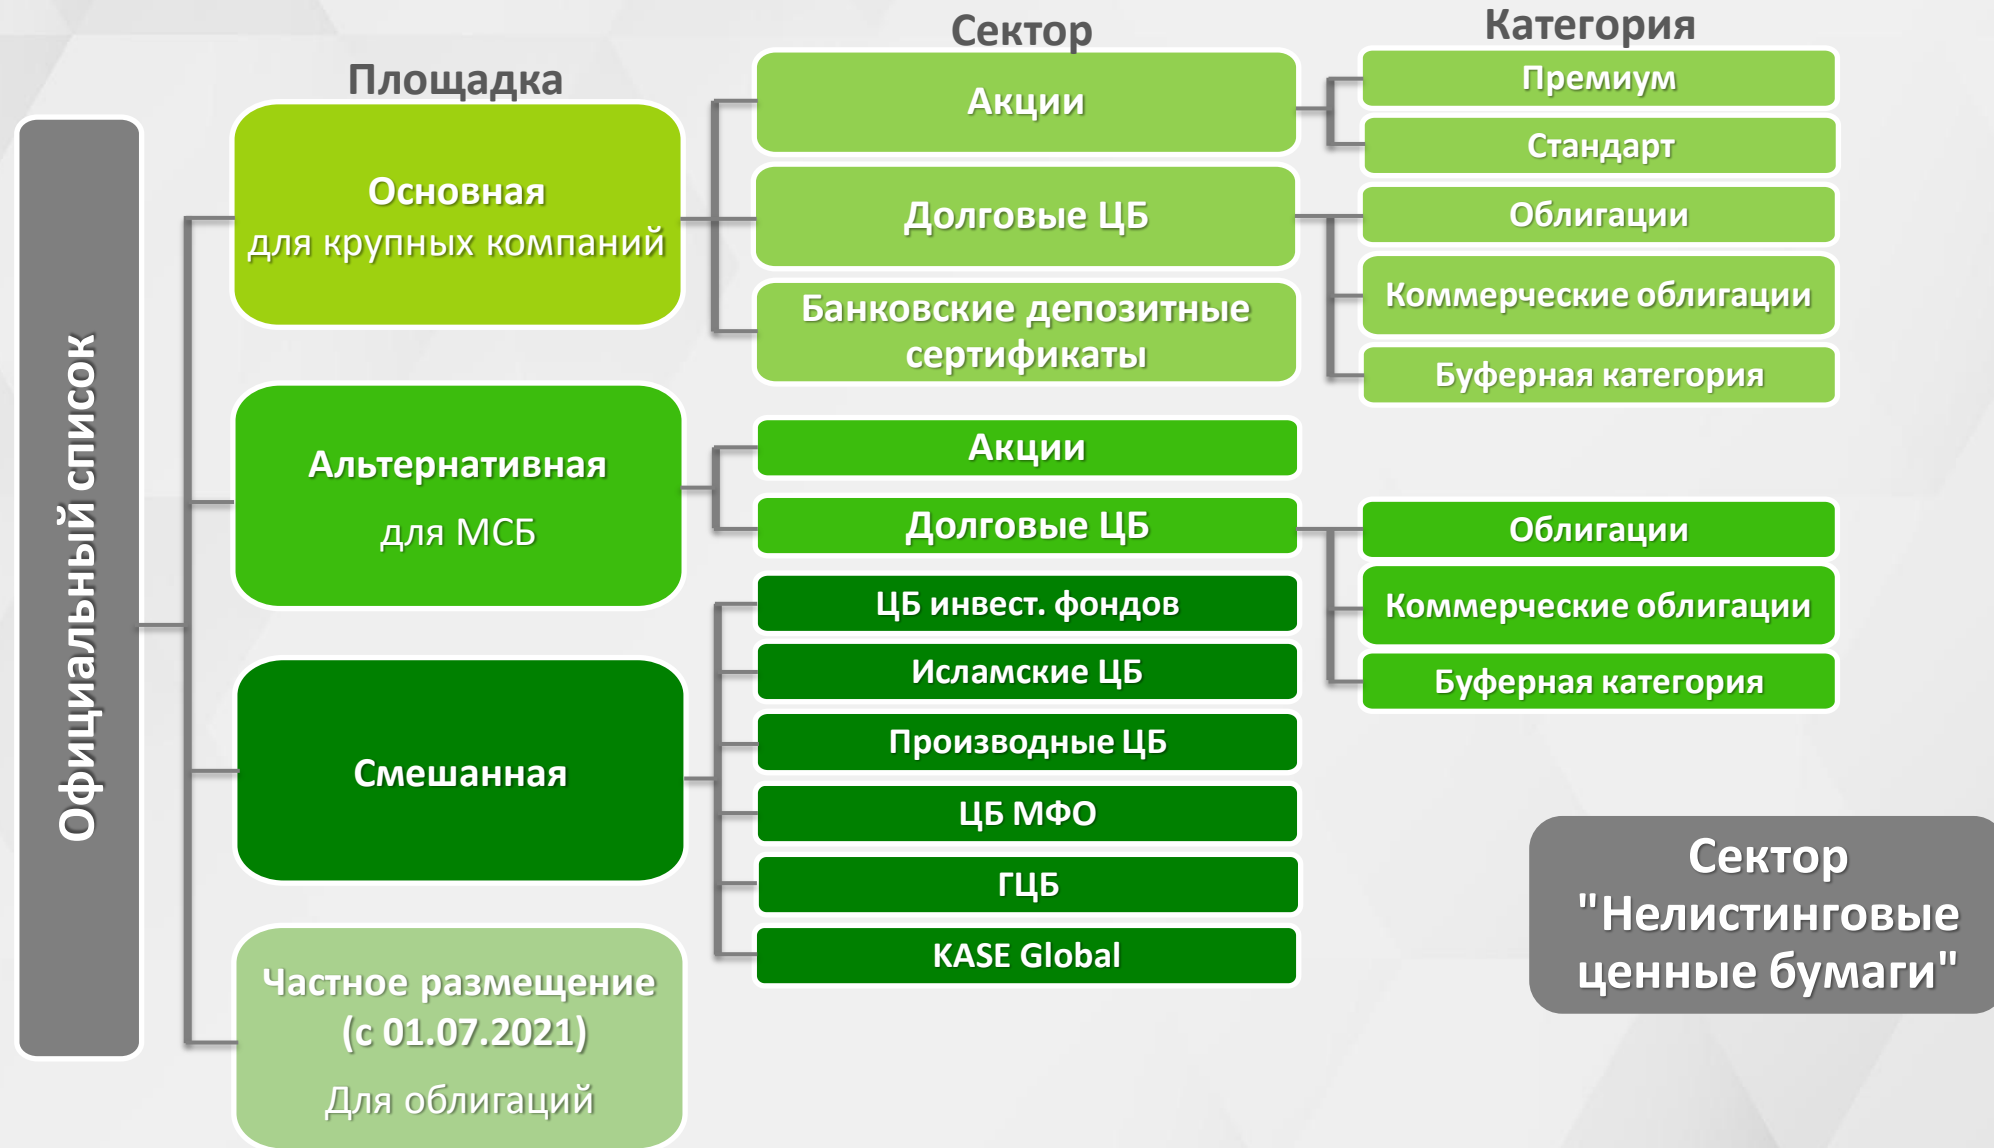 Площадка
Сектор
Категория
Официальный список
Основная
для крупных компаний
Акции
Премиум
Стандарт
Долговые ЦБ
Облигации
Коммерческие облигации
Буферная категория
Банковские депозитные
сертификаты
Альтернативная
для МСБ
Акции
Долговые ЦБ
Облигации
Коммерческие облигации
Буферная категория
Смешанная
ЦБ инвест. фондов
Исламские ЦБ
Производные ЦБ
ЦБ МФО
ГЦБ
KASE Global
Частное размещение
(с 01.07.2021)
Для облигаций
Сектор
"Нелистинговые
ценные бумаги"